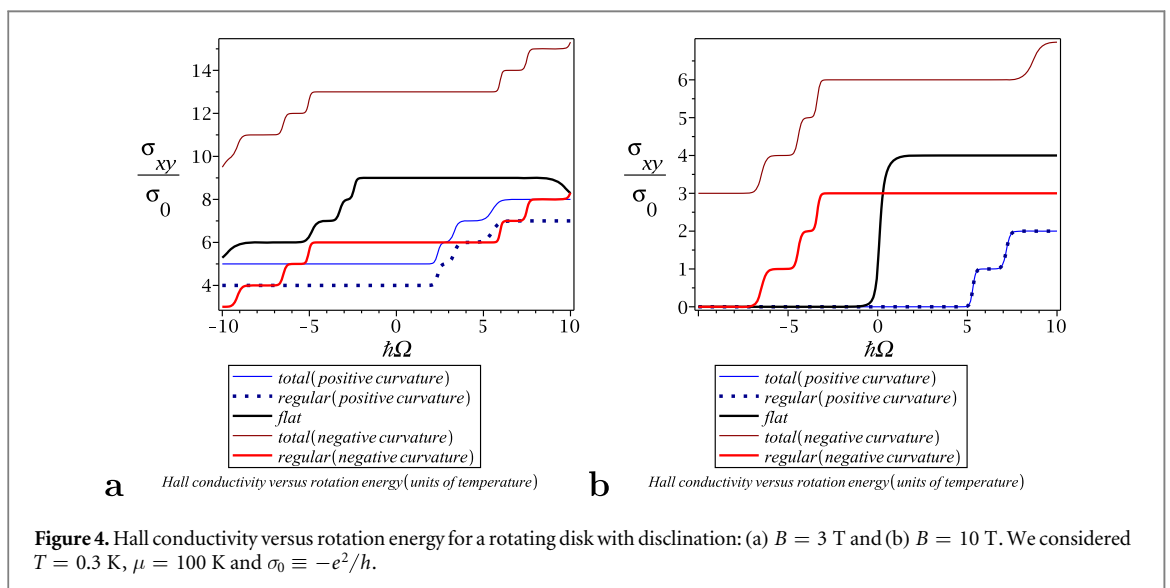 14
12
10
8
6
4
σxy
σ0
−10 −5 0 5 10
ħΩ
total(positive curvature)
regular(positive curvature)
flat
total(negative curvature)
regular(negative curvature)
a
Hall conductivity versus rotation energy(units of temperature)
6
5
4
3
2
1
0
σxy
σ0
−5 0 5 10
ħΩ
total(positive curvature)
regular(positive curvature)
flat
total(negative curvature)
regular(negative curvature)
b
Hall conductivity versus rotation energy(units of temperature)
Figure 4. Hall conductivity versus rotation energy for a rotating disk with disclination: (a) B = 3 T and (b) B = 10 T. We considered
T = 0.3 K, μ = 100 K and σ0 ≡ −e²/h.